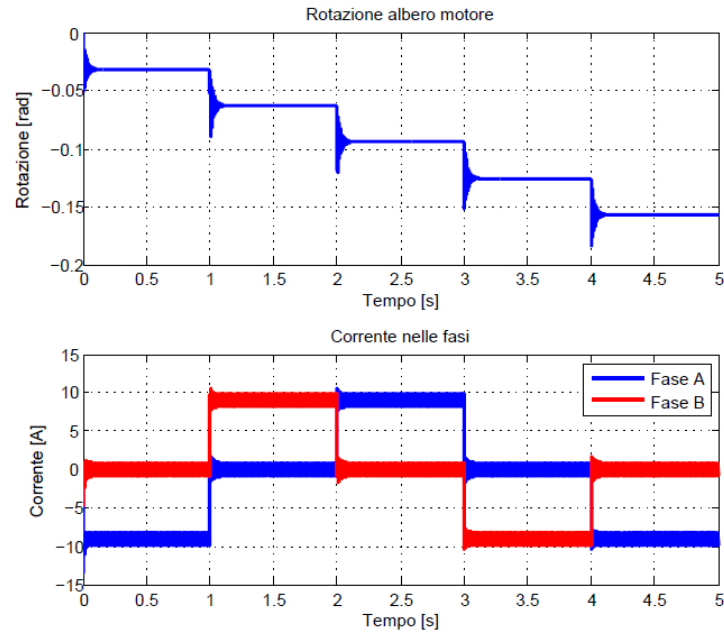 Rotazione albero motore
Rotazione [rad]
0
−0.05
−0.1
−0.15
−0.2
0 0.5 1 1.5 2 2.5 3 3.5 4 4.5 5
Tempo [s]
Corrente nelle fasi
Corrente [A]
15
10
5
0
−5
−10
−15
Fase A
Fase B
0 0.5 1 1.5 2 2.5 3 3.5 4 4.5 5
Tempo [s]